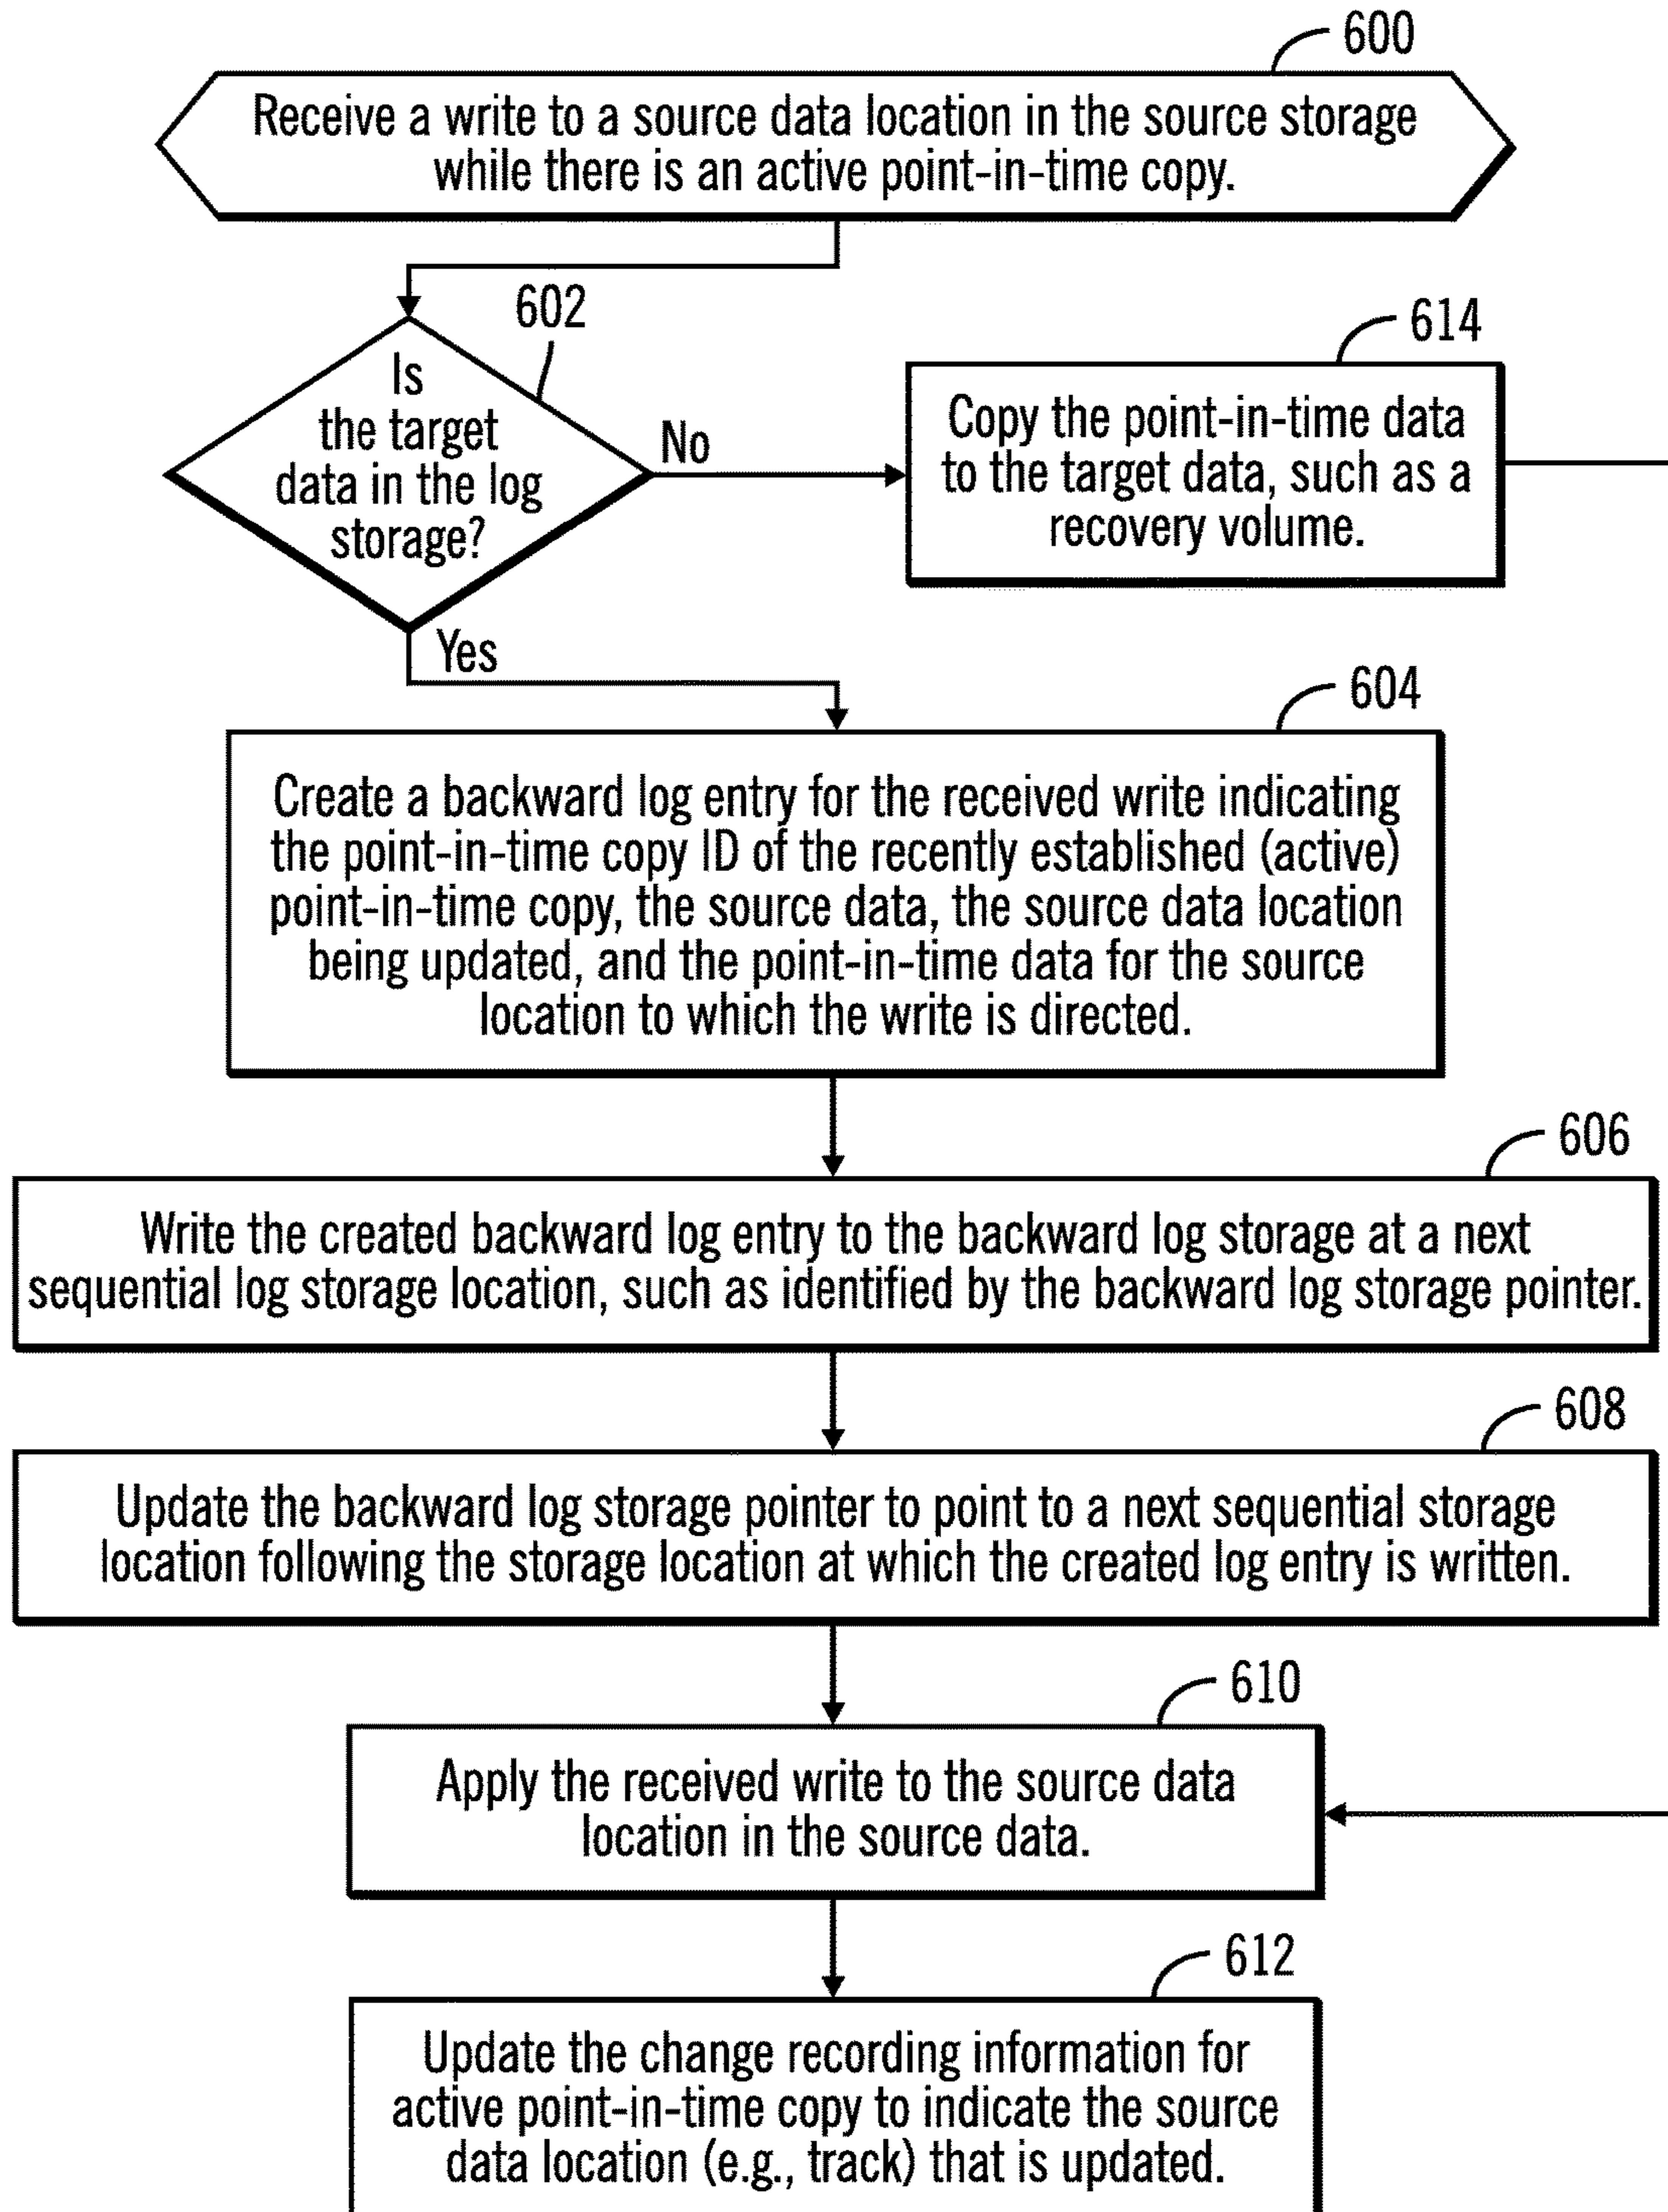 600
Receive a write to a source data location in the source storage
while there is an active point-in-time copy.
602
Is
the target
data in the log
storage?
No
614
Copy the point-in-time data
to the target data, such as a
recovery volume.
Yes
604
Create a backward log entry for the received write indicating
the point-in-time copy ID of the recently established (active)
point-in-time copy, the source data, the source data location
being updated, and the point-in-time data for the source
location to which the write is directed.
606
Write the created backward log entry to the backward log storage at a next
sequential log storage location, such as identified by the backward log storage pointer.
608
Update the backward log storage pointer to point to a next sequential storage
location following the storage location at which the created log entry is written.
610
Apply the received write to the source data
location in the source data.
612
Update the change recording information for
active point-in-time copy to indicate the source
data location (e.g., track) that is updated.